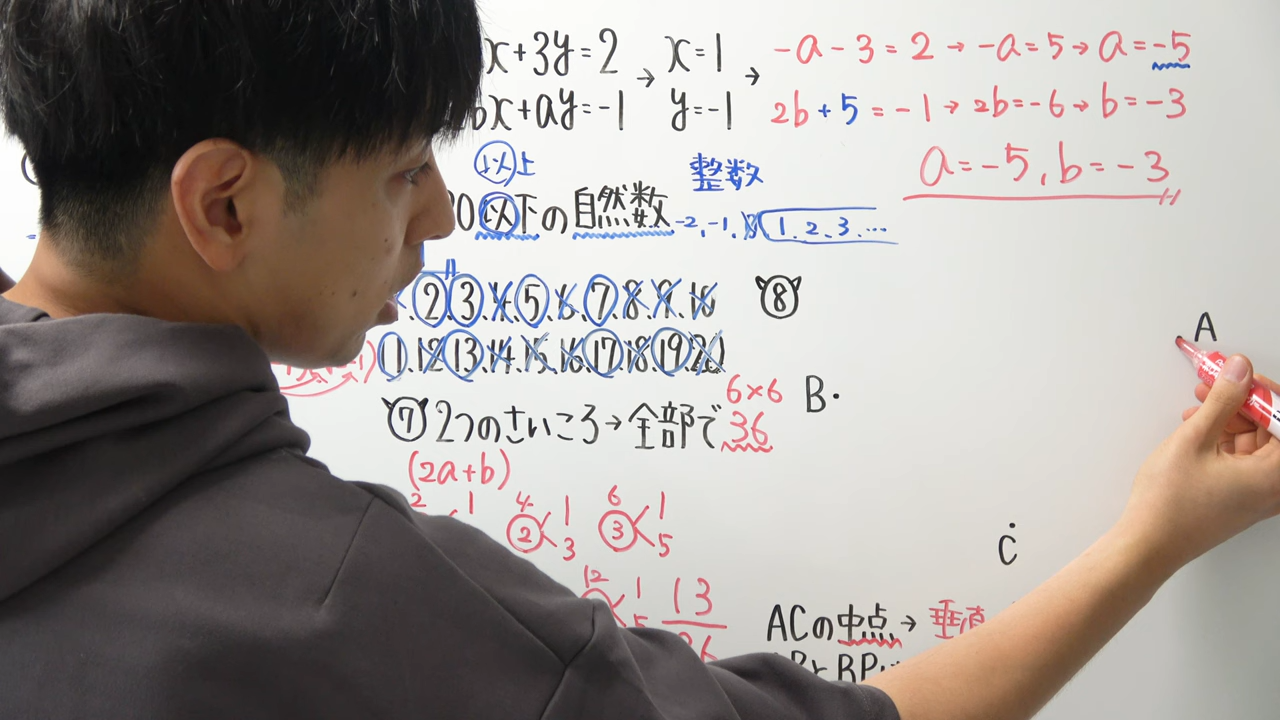 x+3y=2 → x=1 → -a-3=2 → -a=5 → a=-5
x+ay=-1 y=-1 2b+5=-1 → 2b=-6 → b=-3
a=-5, b=-3
以上 整数
0以下の自然数 -2,-1, 1.2.3…
.2.3.4.5.6.7.8.9.10 ⑧
.12.13.14.15.16.17.18.19.20
6×6
⑦ 2つのさいころ→全部で36
B・
A
(2a+b)
2 1 4 1 6 1
② 3 ③ 5
C
12 1 13
5
ACの中点→垂直